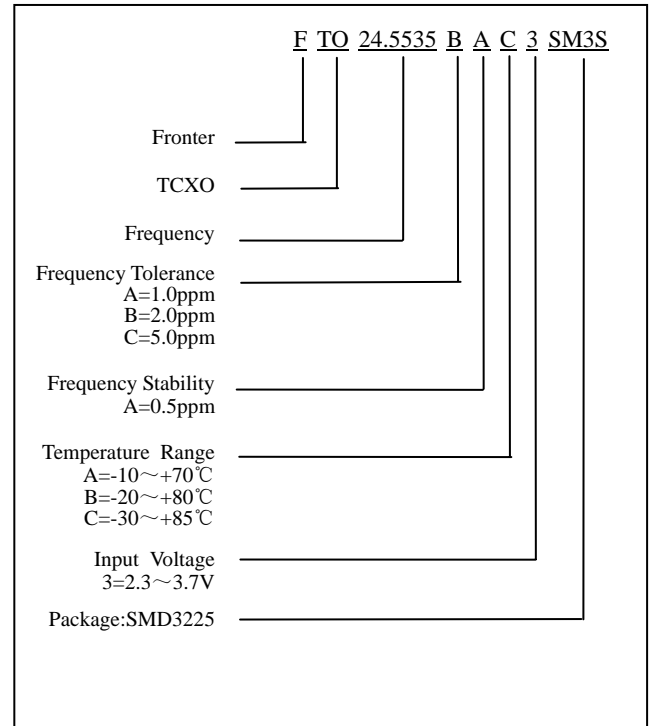 F TO 24.5535 B A C 3 SM3S
Fronter
TCXO
Frequency
Frequency Tolerance
A=1.0ppm
B=2.0ppm
C=5.0ppm
Frequency Stability
A=0.5ppm
Temperature Range
A=-10～+70℃
B=-20～+80℃
C=-30～+85℃
Input Voltage
3=2.3～3.7V
Package:SMD3225